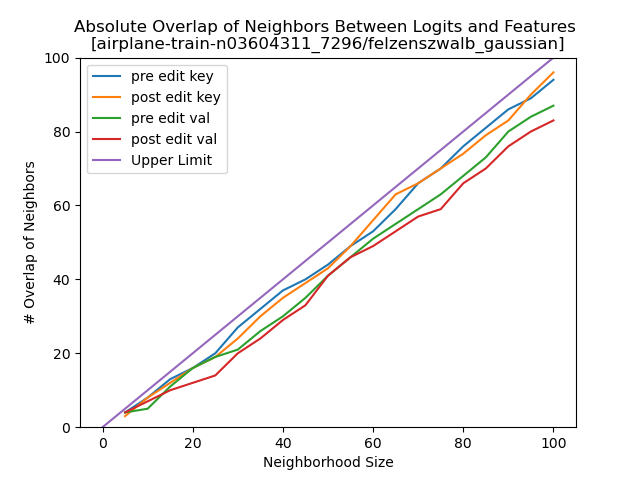 Absolute Overlap of Neighbors Between Logits and Features
[airplane-train-n03604311_7296/felzenszwalb_gaussian]
100
80
60
40
20
0
# Overlap of Neighbors
pre edit key
post edit key
pre edit val
post edit val
Upper Limit
0 20 40 60 80 100
Neighborhood Size